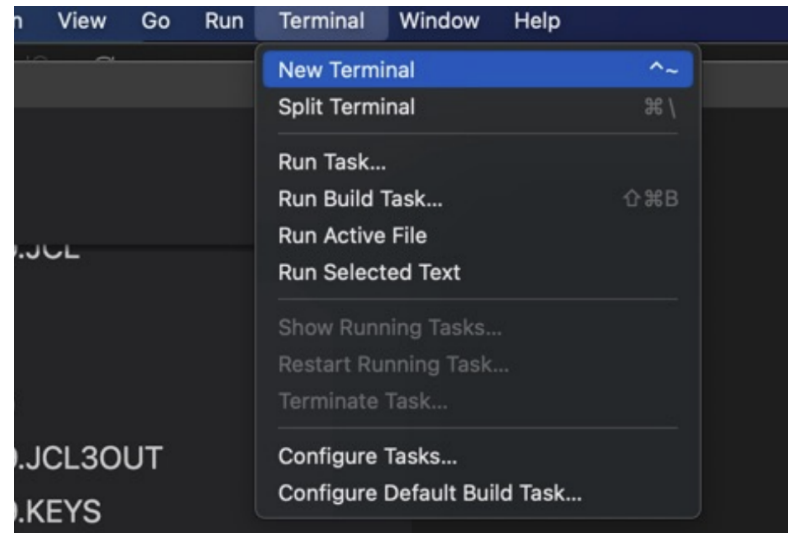 View Go Run Terminal Window Help
New Terminal ^~
Split Terminal ⌘\
Run Task...
Run Build Task... ⇧⌘B
Run Active File
.JCL
Run Selected Text
Show Running Tasks...
Restart Running Task...
Terminate Task...
.JCL3OUT
Configure Tasks...
Configure Default Build Task...
.KEYS